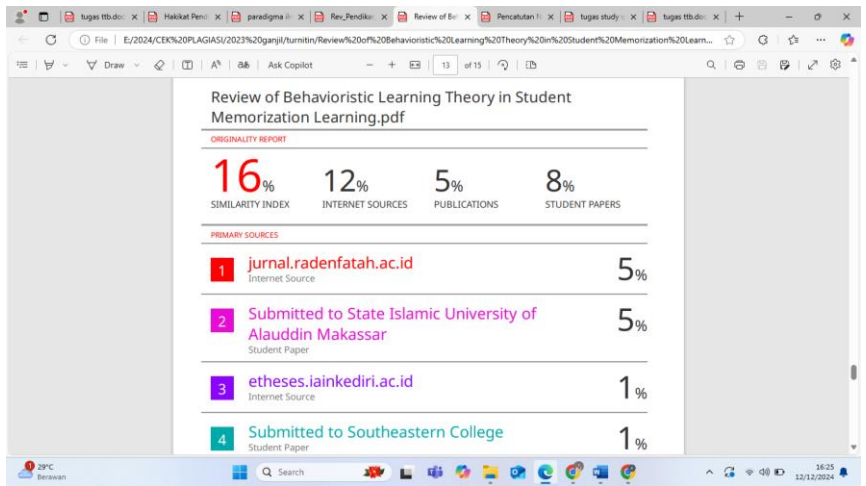 tugas ttb.doc
Hakikat Pend
paradigma il
Rev_Pendikar
Review of Be
Pencatutan
tugas study
tugas ttb.doc
File | E:/2024/CEK%20PLAGIASI/2023%20ganjil/turnitin/Review%20of%20Behavioristic%20Learning%20Theory%20in%20Student%20Memorization%20Learn...
Draw
Ask Copilot
13 of 15
Review of Behavioristic Learning Theory in Student
Memorization Learning.pdf
ORIGINALITY REPORT
16% 12% 5% 8%
SIMILARITY INDEX INTERNET SOURCES PUBLICATIONS STUDENT PAPERS
PRIMARY SOURCES
1 jurnal.radenfatah.ac.id 5%
Internet Source
2 Submitted to State Islamic University of 5%
Alauddin Makassar
Student Paper
3 etheses.iainkediri.ac.id 1%
Internet Source
4 Submitted to Southeastern College 1%
Student Paper
1 29°C
Berawan
Search
16:25
12/12/2024